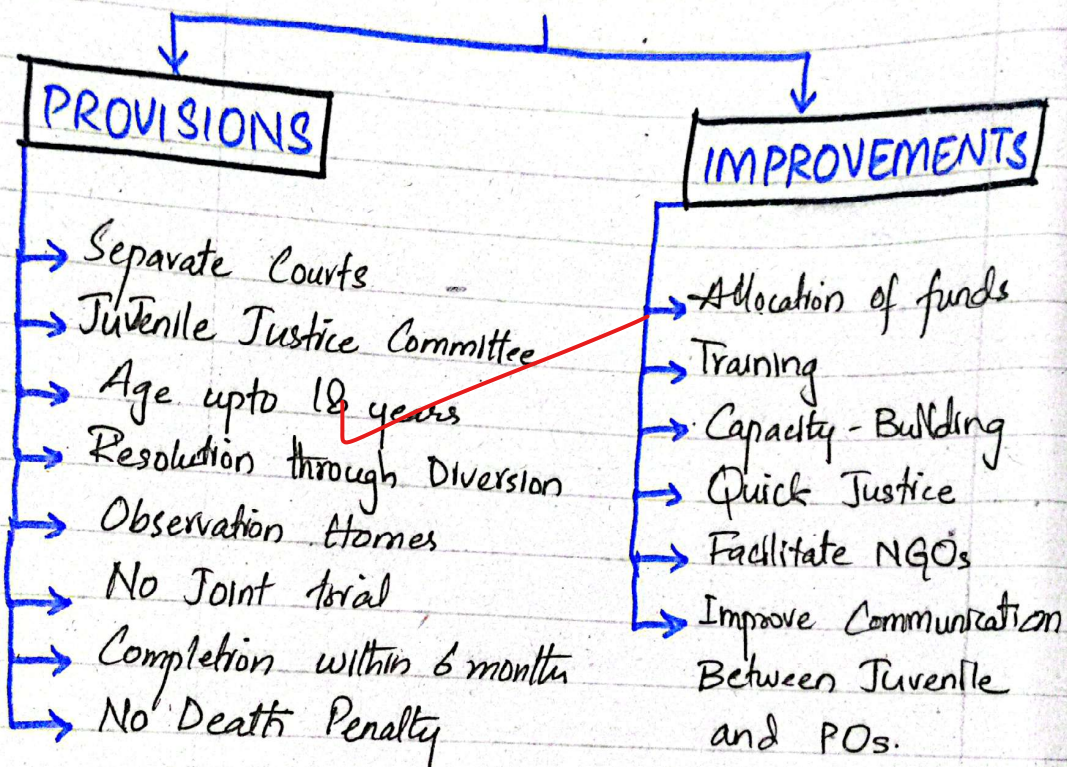 PROVISIONS
Separate Courts
Juvenile Justice Committee
Age upto 18 years
Resolution through Diversion
Observation Homes
No Joint trial
Completion within 6 month
No Death Penalty
IMPROVEMENTS
Allocation of funds
Training
Capacity - Building
Quick Justice
Facilitate NGOs
Improve Communication
Between Juvenile
and POs.